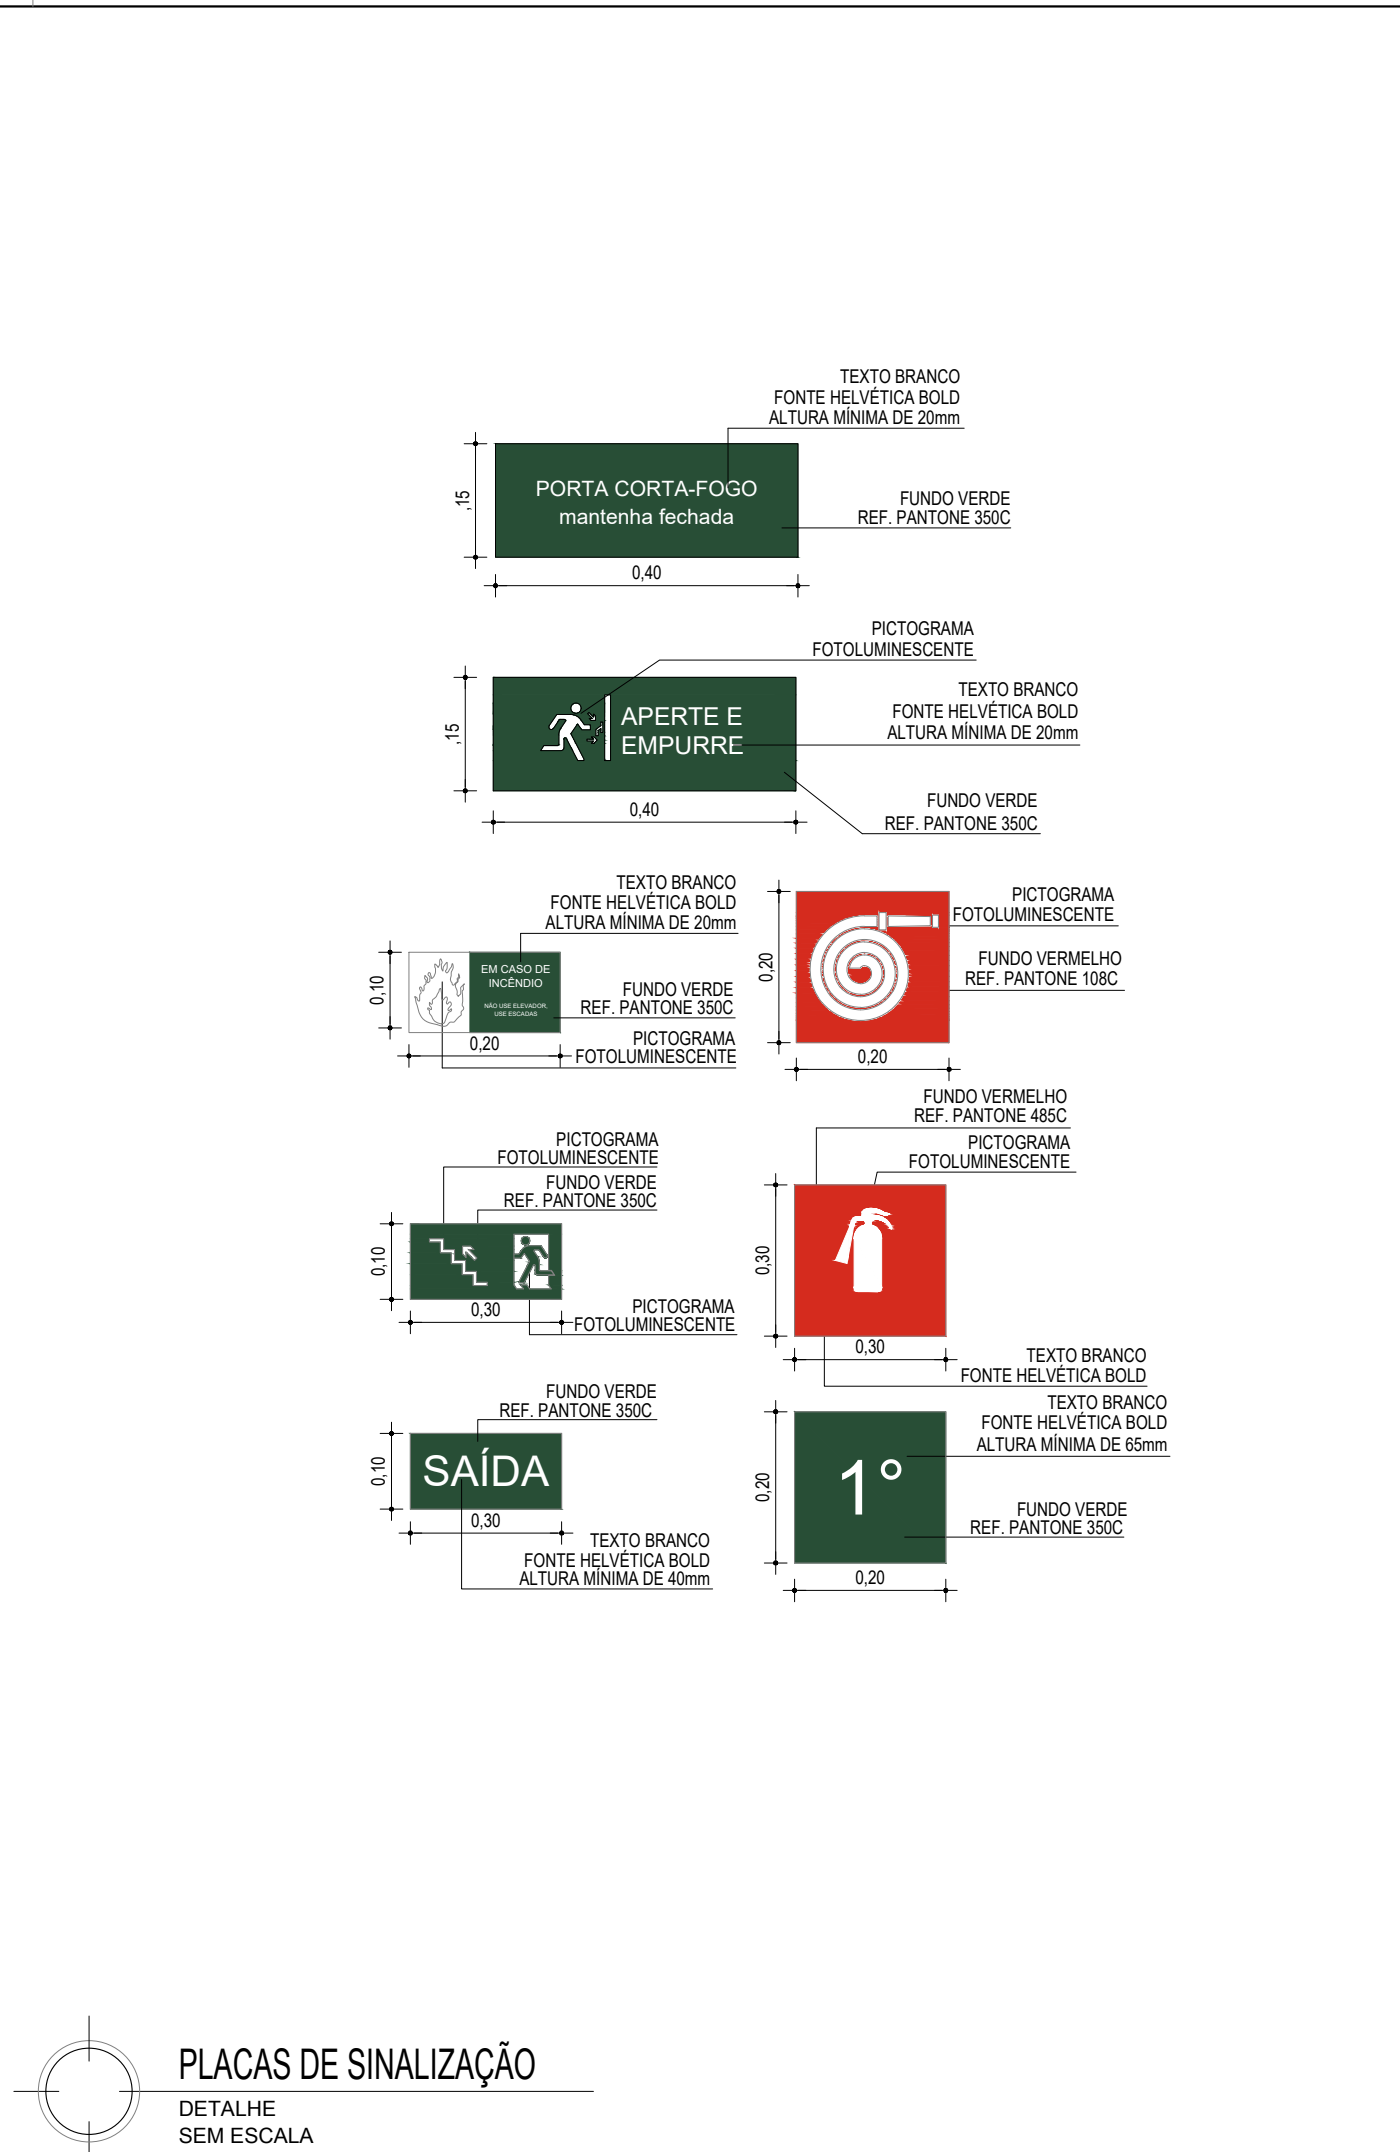 TEXTO BRANCO
FONTE HELVÉTICA BOLD
ALTURA MÍNIMA DE 20mm
,15
PORTA CORTA-FOGO
mantenha fechada
FUNDO VERDE
REF. PANTONE 350C
0,40
PICTOGRAMA
FOTOLUMINESCENTE
,15
APERTE E
EMPURRE
TEXTO BRANCO
FONTE HELVÉTICA BOLD
ALTURA MÍNIMA DE 20mm
FUNDO VERDE
REF. PANTONE 350C
0,40
TEXTO BRANCO
FONTE HELVÉTICA BOLD
ALTURA MÍNIMA DE 20mm
0,10
EM CASO DE
INCÊNDIO
NÃO USE ELEVADOR,
USE ESCADAS
FUNDO VERDE
REF. PANTONE 350C
0,20
PICTOGRAMA
FOTOLUMINESCENTE
0,20
PICTOGRAMA
FOTOLUMINESCENTE
FUNDO VERMELHO
REF. PANTONE 108C
0,20
PICTOGRAMA
FOTOLUMINESCENTE
FUNDO VERDE
REF. PANTONE 350C
0,10
0,30
PICTOGRAMA
FOTOLUMINESCENTE
FUNDO VERMELHO
REF. PANTONE 485C
PICTOGRAMA
FOTOLUMINESCENTE
0,30
0,30
TEXTO BRANCO
FONTE HELVÉTICA BOLD
FUNDO VERDE
REF. PANTONE 350C
0,10
SAÍDA
0,30
TEXTO BRANCO
FONTE HELVÉTICA BOLD
ALTURA MÍNIMA DE 40mm
TEXTO BRANCO
FONTE HELVÉTICA BOLD
ALTURA MÍNIMA DE 65mm
0,20
1°
FUNDO VERDE
REF. PANTONE 350C
0,20
PLACAS DE SINALIZAÇÃO
DETALHE
SEM ESCALA